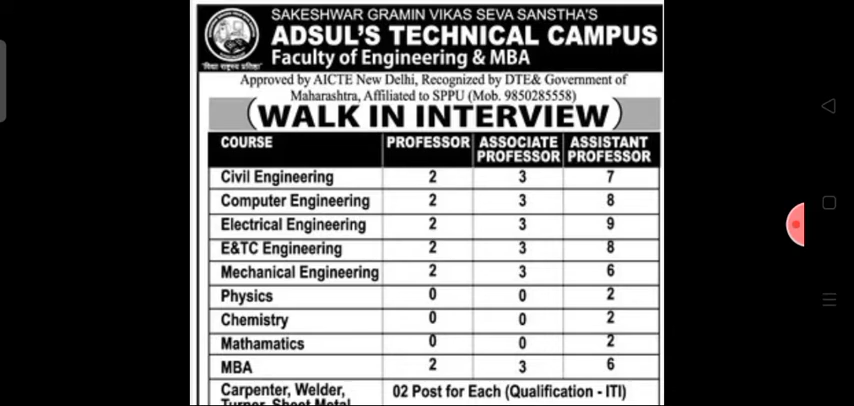 SAKESHWAR GRAMIN VIKAS SEVA SANSTHA'S
ADSUL'S TECHNICAL CAMPUS
Faculty of Engineering & MBA
Approved by AICTE New Delhi, Recognized by DTE& Government of
Maharashtra, Affiliated to SPPU (Mob. 9850285558)
(WALK IN INTERVIEW)
COURSE PROFESSOR ASSOCIATE PROFESSOR ASSISTANT PROFESSOR
Civil Engineering 2 3 7
Computer Engineering 2 3 8
Electrical Engineering 2 3 9
E&TC Engineering 2 3 8
Mechanical Engineering 2 3 6
Physics 0 0 2
Chemistry 0 0 2
Mathamatics 0 0 2
MBA 2 3 6
Carpenter, Welder, 02 Post for Each (Qualification - ITI)
Turner, Sheet Metal